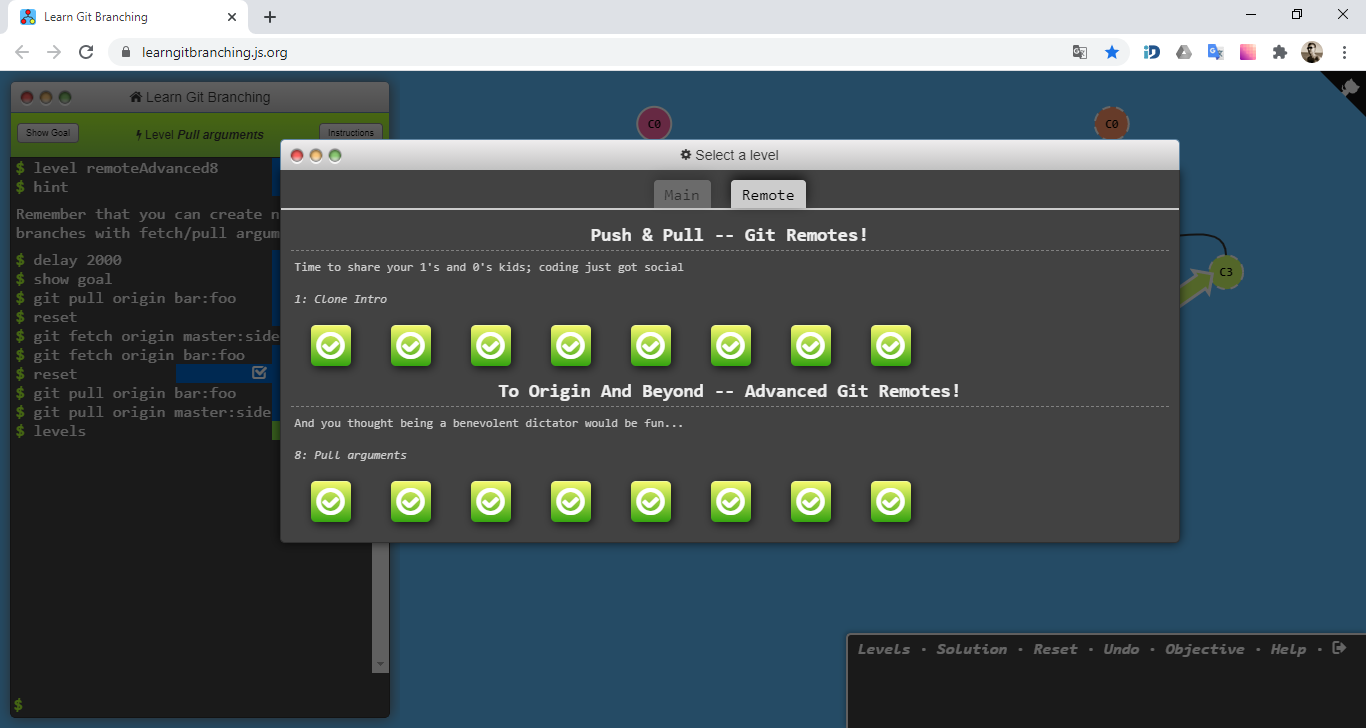 Learn Git Branching
learngitbranching.js.org
Learn Git Branching
Show Goal
Level Pull arguments
Instructions
$ level remoteAdvanced8
$ hint
Remember that you can create n
branches with fetch/pull argum
$ delay 2000
$ show goal
$ git pull origin bar:foo
$ reset
$ git fetch origin master:side
$ git fetch origin bar:foo
$ reset
$ git pull origin bar:foo
$ git pull origin master:side
$ levels
$
C0
C0
C3
Select a level
Main
Remote
Push & Pull -- Git Remotes!
Time to share your 1's and 0's kids; coding just got social
1: Clone Intro
To Origin And Beyond -- Advanced Git Remotes!
And you thought being a benevolent dictator would be fun...
8: Pull arguments
Levels · Solution · Reset · Undo · Objective · Help ·